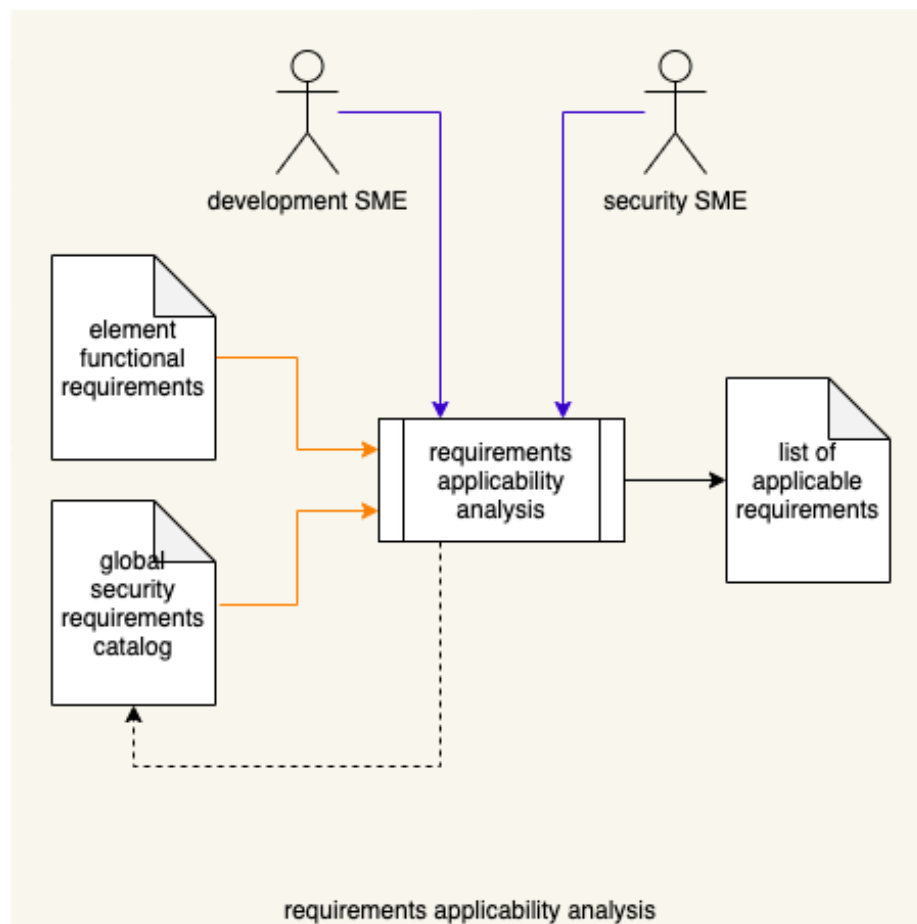 development SME
security SME
element
functional
requirements
requirements
applicability
analysis
list of
applicable
requirements
global
security
requirements
catalog
requirements applicability analysis